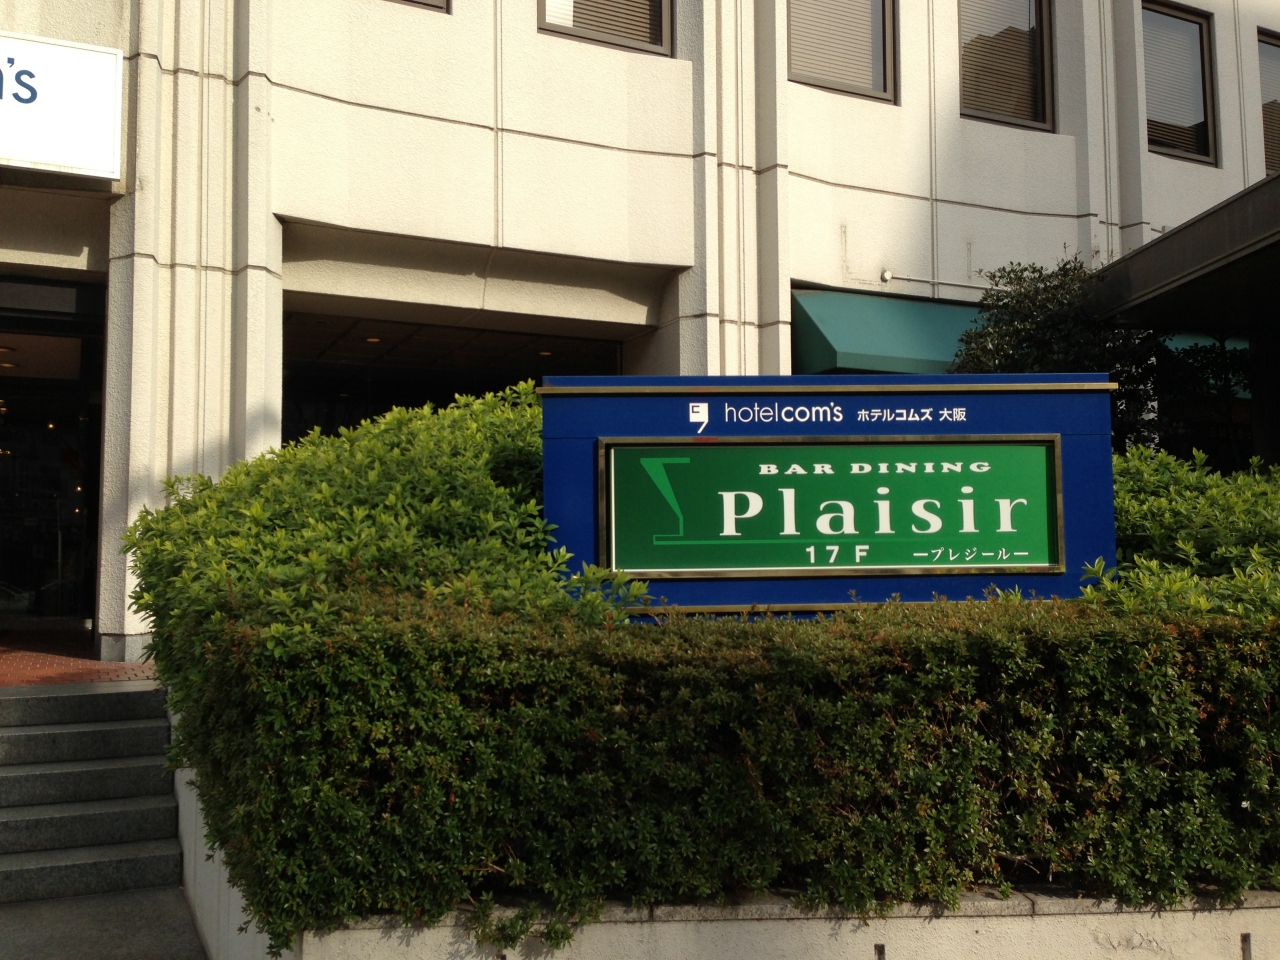 's
hotel com's ホテルコムズ 大阪
BAR DINING
Plaisir
17F ープレジールー